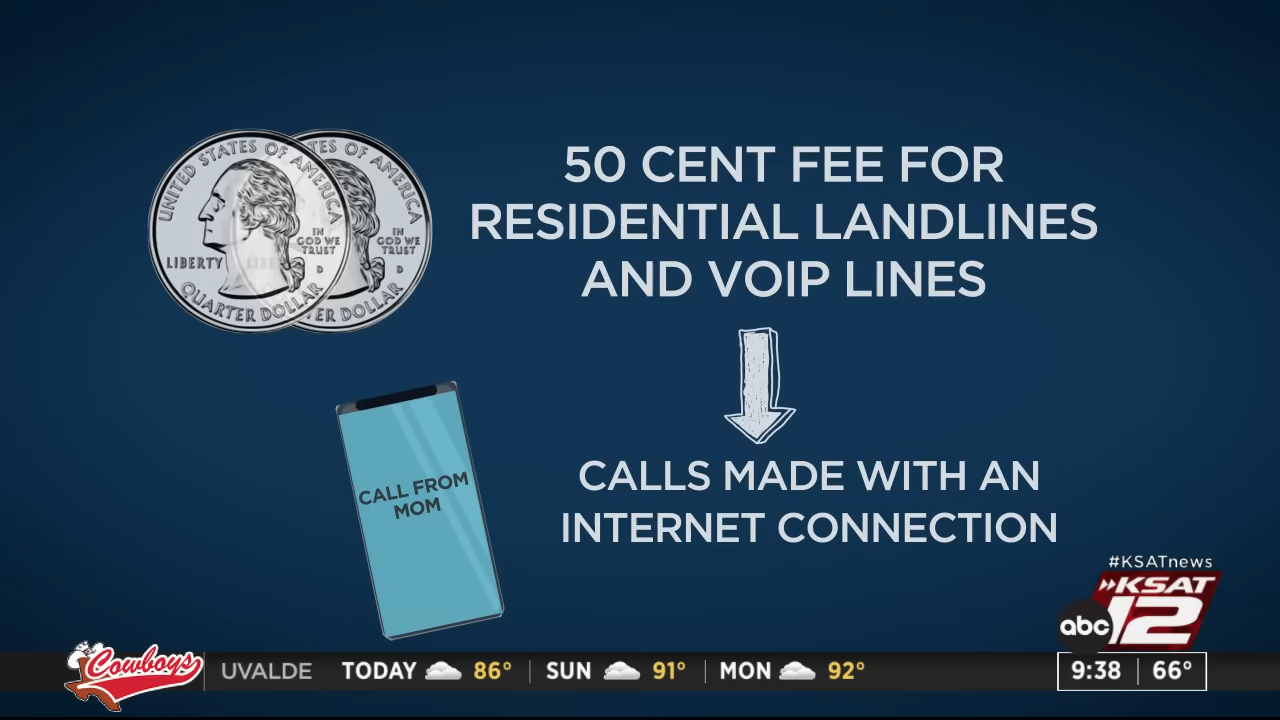 UNITED STATES OF AMERICA
TES OF AMERICA
LIBERTY
IN
GOD WE
TRUST
D
IN
GOD WE
TRUST
D
QUARTER DOLLAR
ER DOLLAR
50 CENT FEE FOR
RESIDENTIAL LANDLINES
AND VOIP LINES
CALL FROM
MOM
CALLS MADE WITH AN
INTERNET CONNECTION
#KSATnews
KSAT
abc 12
Cowboys UVALDE TODAY 86° SUN 91° MON 92° 9:38 66°